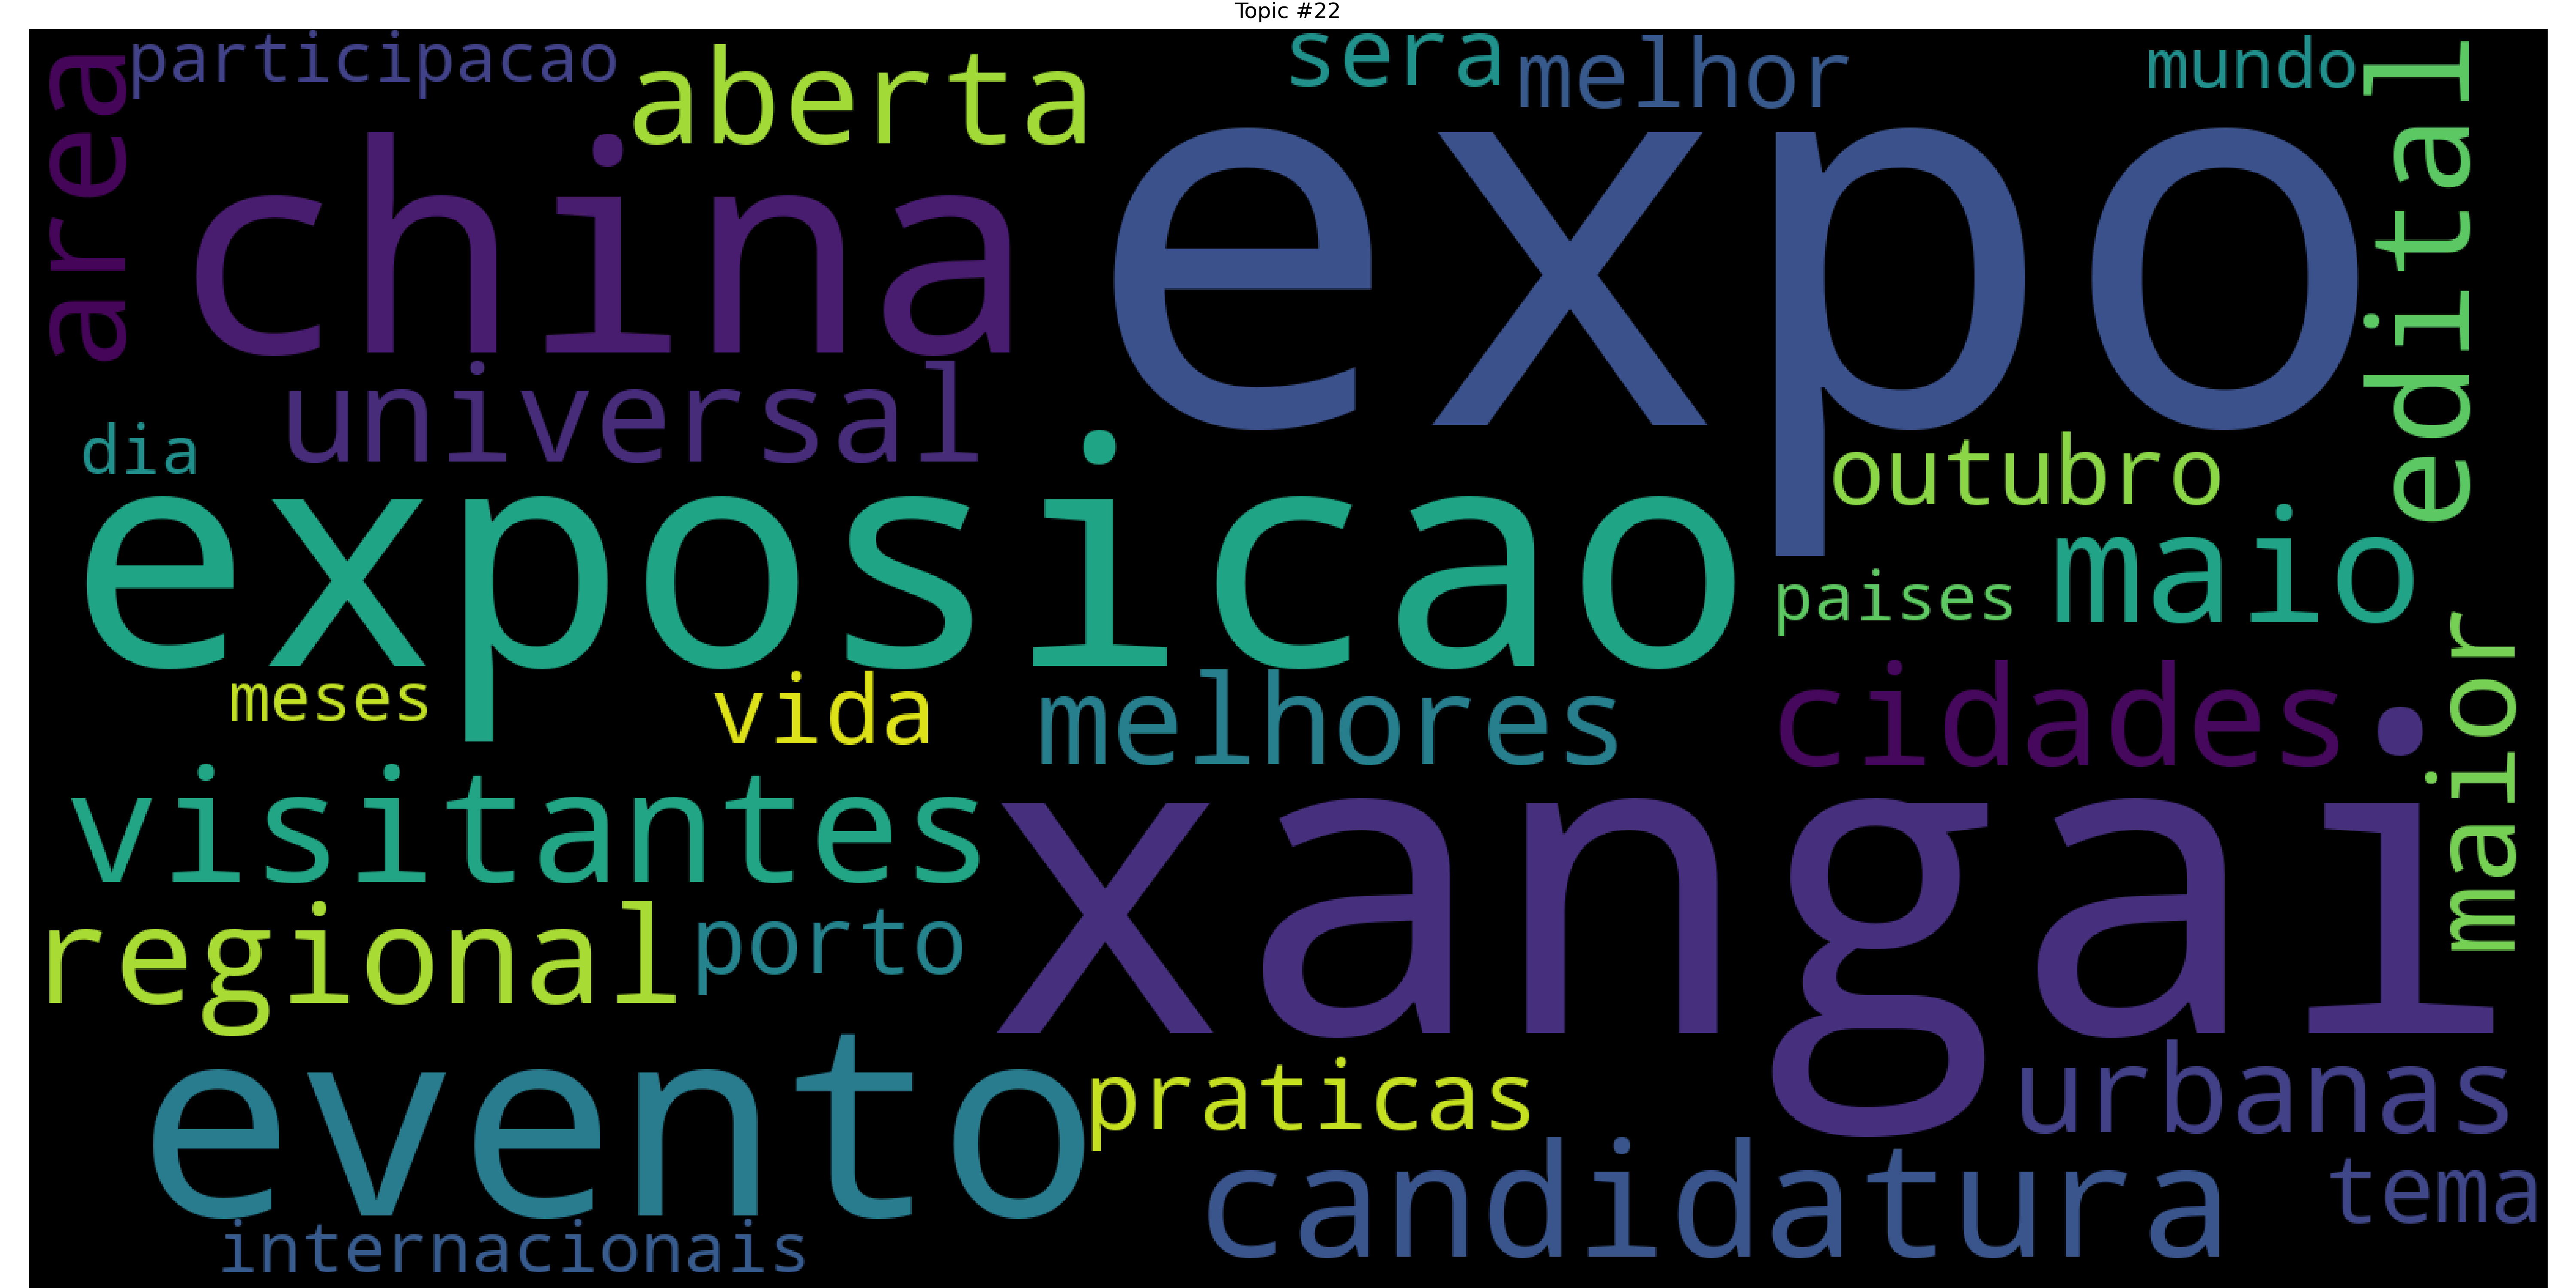 Topic #22
area
participacao
aberta
sera
melhor
mundo
edital
china
expo
universal
dia
outubro
exposicao
paises
maio
meses
vida
melhores
cidades
maior
visitantes
xangai
regional
porto
evento
praticas
urbanas
candidatura
tema
internacionais